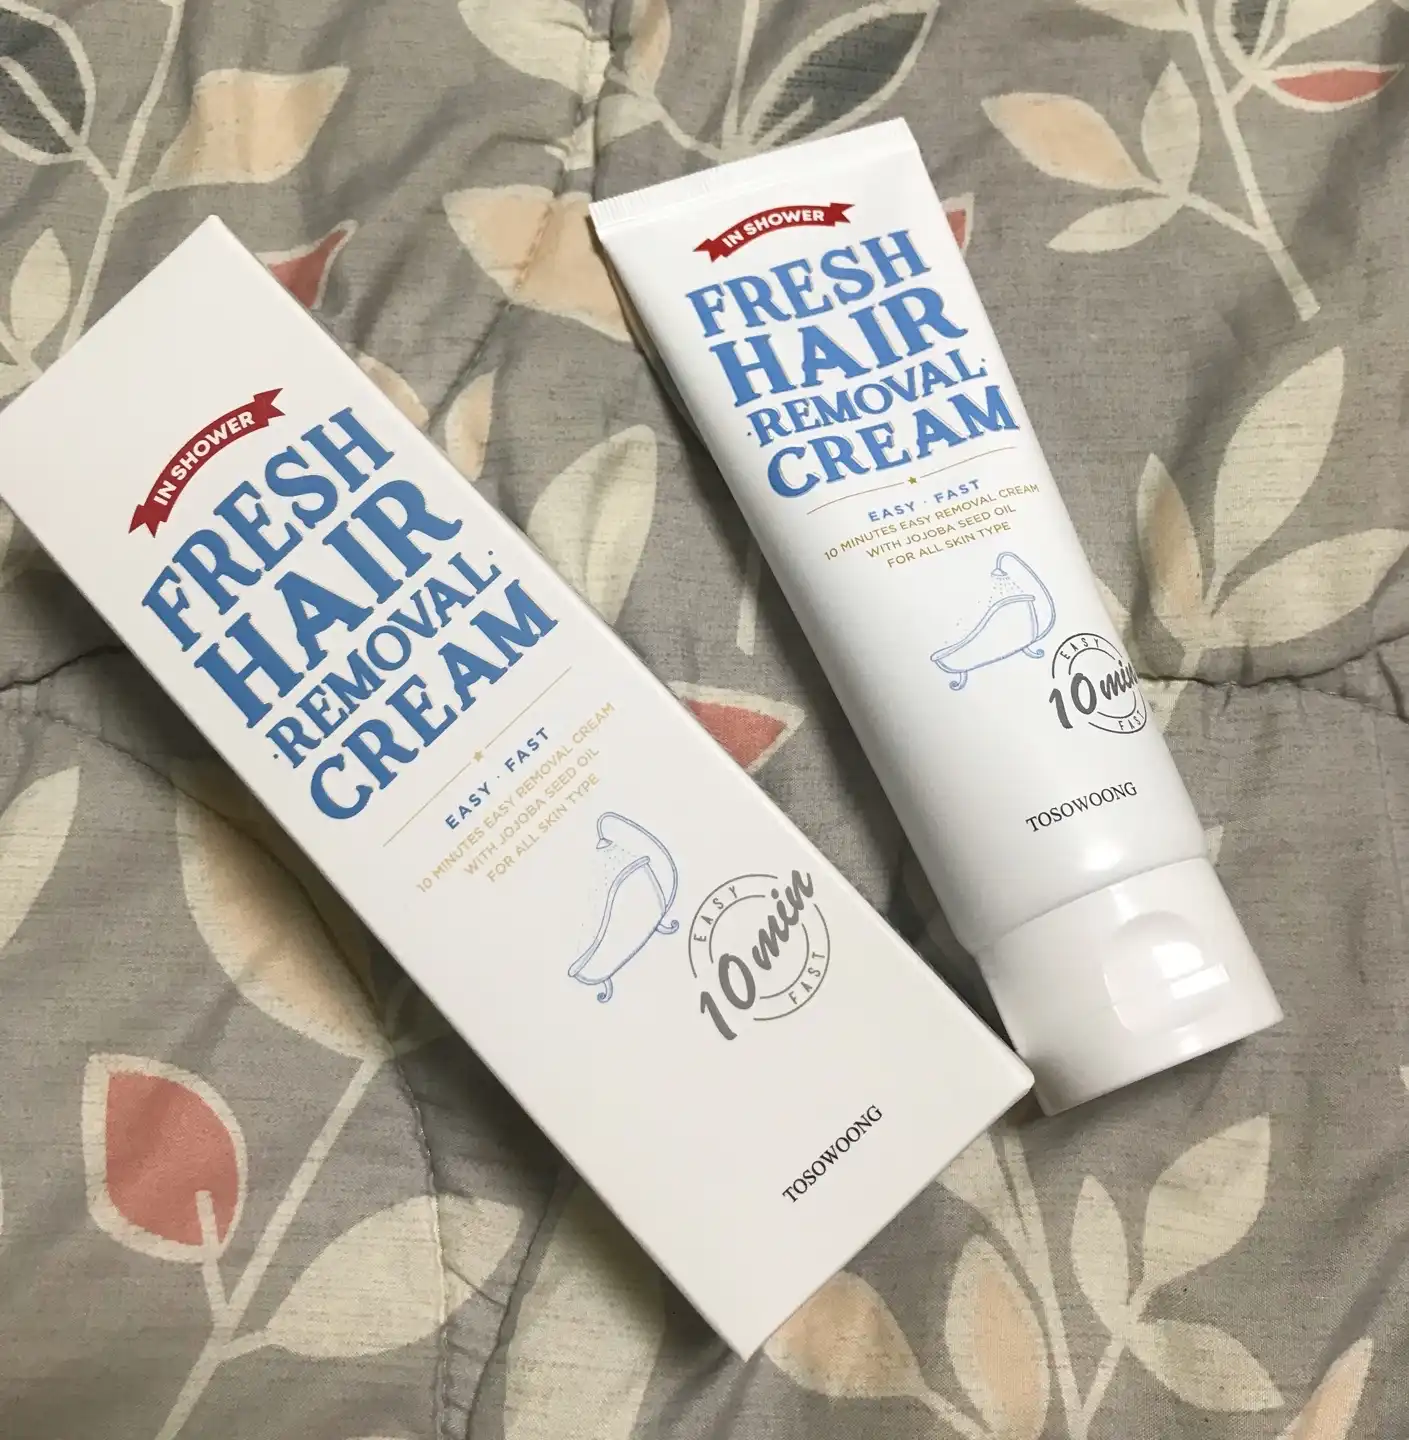 IN SHOWER
FRESH
HAIR
·REMOVAL·
CREAM
EASY · FAST
10 MINUTES EASY REMOVAL CREAM
WITH JOJOBA SEED OIL
FOR ALL SKIN TYPE
EASY
10 min
FAST
TOSOWOONG
IN SHOWER
FRESH
HAIR
·REMOVAL·
CREAM
EASY · FAST
10 MINUTES EASY REMOVAL CREAM
WITH JOJOBA SEED OIL
FOR ALL SKIN TYPE
EASY
10 min
FAST
TOSOWOONG